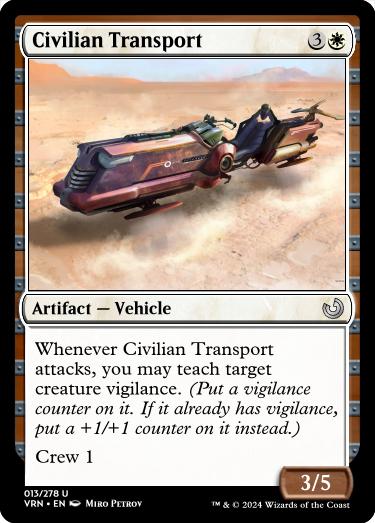 Civilian Transport 3
Artifact — Vehicle
Whenever Civilian Transport
attacks, you may teach target
creature vigilance. (Put a vigilance
counter on it. If it already has vigilance,
put a +1/+1 counter on it instead.)
Crew 1
3/5
013/278 U
VRN • EN Miro Petrov
™ & © 2024 Wizards of the Coast